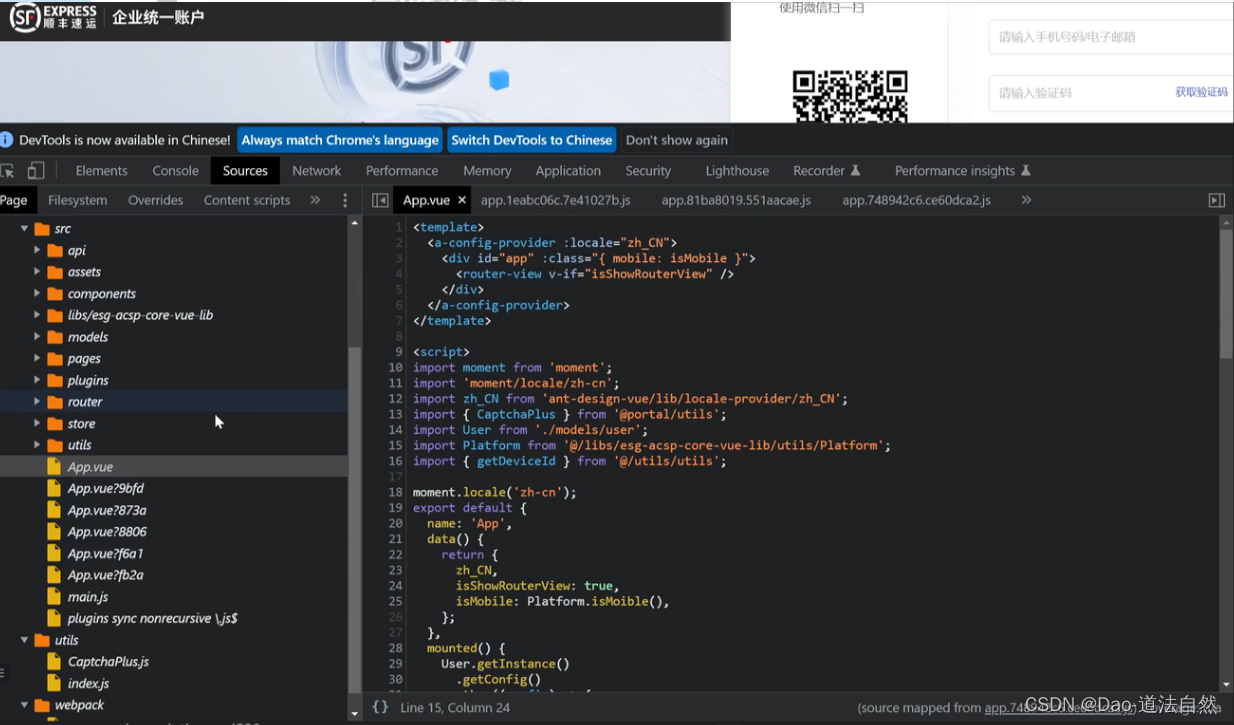 SF EXPRESS
顺丰速运
企业统一账户
使用微信扫一扫
请输入手机号码/电子邮箱
请输入验证码 获取验证码
DevTools is now available in Chinese! Always match Chrome's language Switch DevTools to Chinese Don't show again
Elements Console Sources Network Performance Memory Application Security Lighthouse Recorder Performance insights
Page Filesystem Overrides Content scripts »
App.vue × app.1eabc06c.7e41027b.js app.81ba8019.551aacae.js app.748942c6.ce60dca2.js »
src
api
assets
components
libs/esg-acsp-core-vue-lib
models
pages
plugins
router
store
utils
App.vue
App.vue?9bfd
App.vue?873a
App.vue?8806
App.vue?f6a1
App.vue?fb2a
main.js
plugins sync nonrecursive \.js$
utils
CaptchaPlus.js
index.js
webpack
1 <template>
2 <a-config-provider :locale="zh_CN">
3 <div id="app" :class="{ mobile: isMobile }">
4 <router-view v-if="isShowRouterView" />
5 </div>
6 </a-config-provider>
7 </template>
8
9 <script>
10 import moment from 'moment';
11 import 'moment/locale/zh-cn';
12 import zh_CN from 'ant-design-vue/lib/locale-provider/zh_CN';
13 import { CaptchaPlus } from '@portal/utils';
14 import User from './models/user';
15 import Platform from '@/libs/esg-acsp-core-vue-lib/utils/Platform';
16 import { getDeviceId } from '@/utils/utils';
17
18 moment.locale('zh-cn');
19 export default {
20 name: 'App',
21 data() {
22 return {
23 zh_CN,
24 isShowRouterView: true,
25 isMobile: Platform.isMoible(),
26 };
27 },
28 mounted() {
29 User.getInstance()
30 .getConfig()
{} Line 15, Column 24
(source mapped from app.748
CSDN @Dao-道法自然